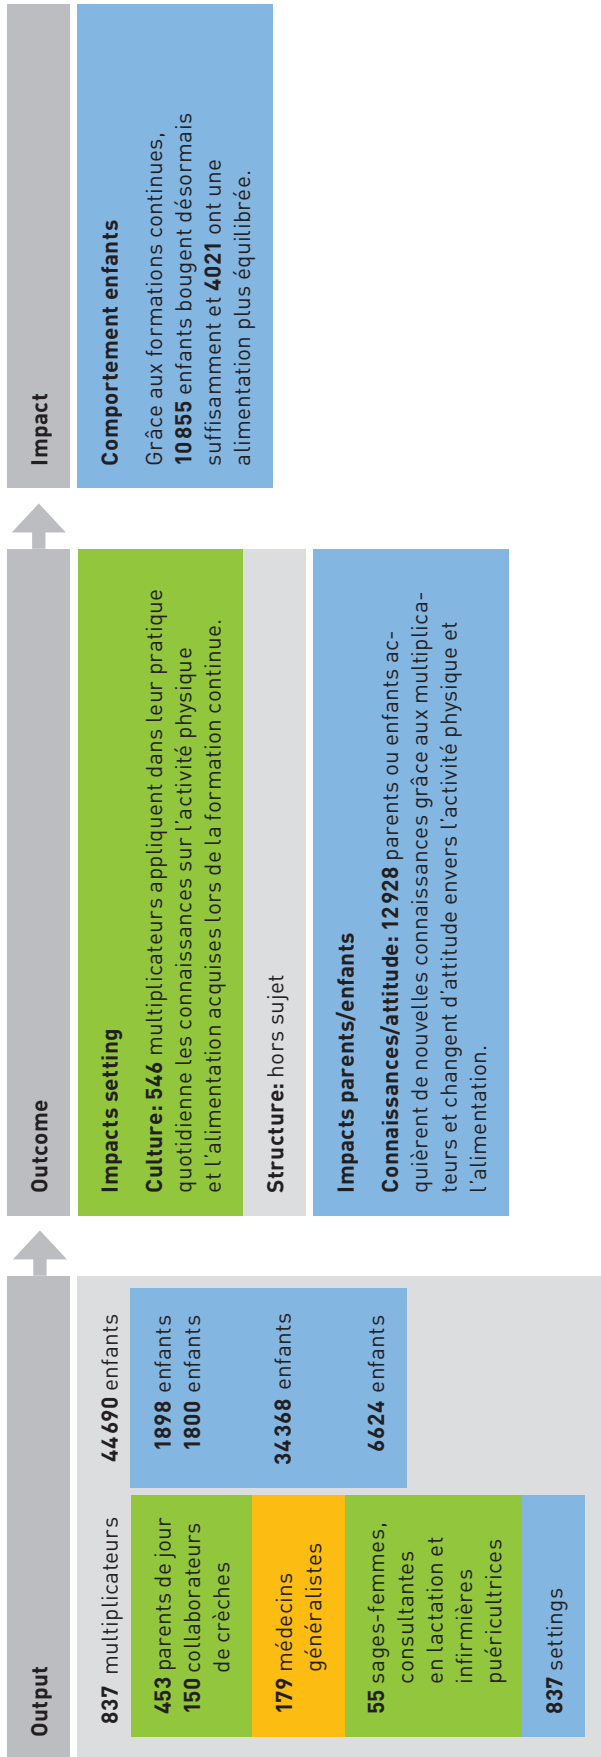 Output
837 multiplicateurs
44 690 enfants
453 parents de jour
1898 enfants
150 collaborateurs
1800 enfants
de crèches
179 médecins
34 368 enfants
généralistes
55 sages-femmes,
6624 enfants
consultantes
en lactation et
infirmières
puéricultrices
837 settings
Outcome
Impacts setting
Culture: 546 multiplicateurs appliquent dans leur pratique
quotidienne les connaissances sur l'activité physique
et l'alimentation acquises lors de la formation continue.
Structure: hors sujet
Impacts parents/enfants
Connaissances/attitude: 12 928 parents ou enfants ac-
quièrent de nouvelles connaissances grâce aux multiplica-
teurs et changent d'attitude envers l'activité physique et
l'alimentation.
Impact
Comportement enfants
Grâce aux formations continues,
10 855 enfants bougent désormais
suffisamment et 4021 ont une
alimentation plus équilibrée.